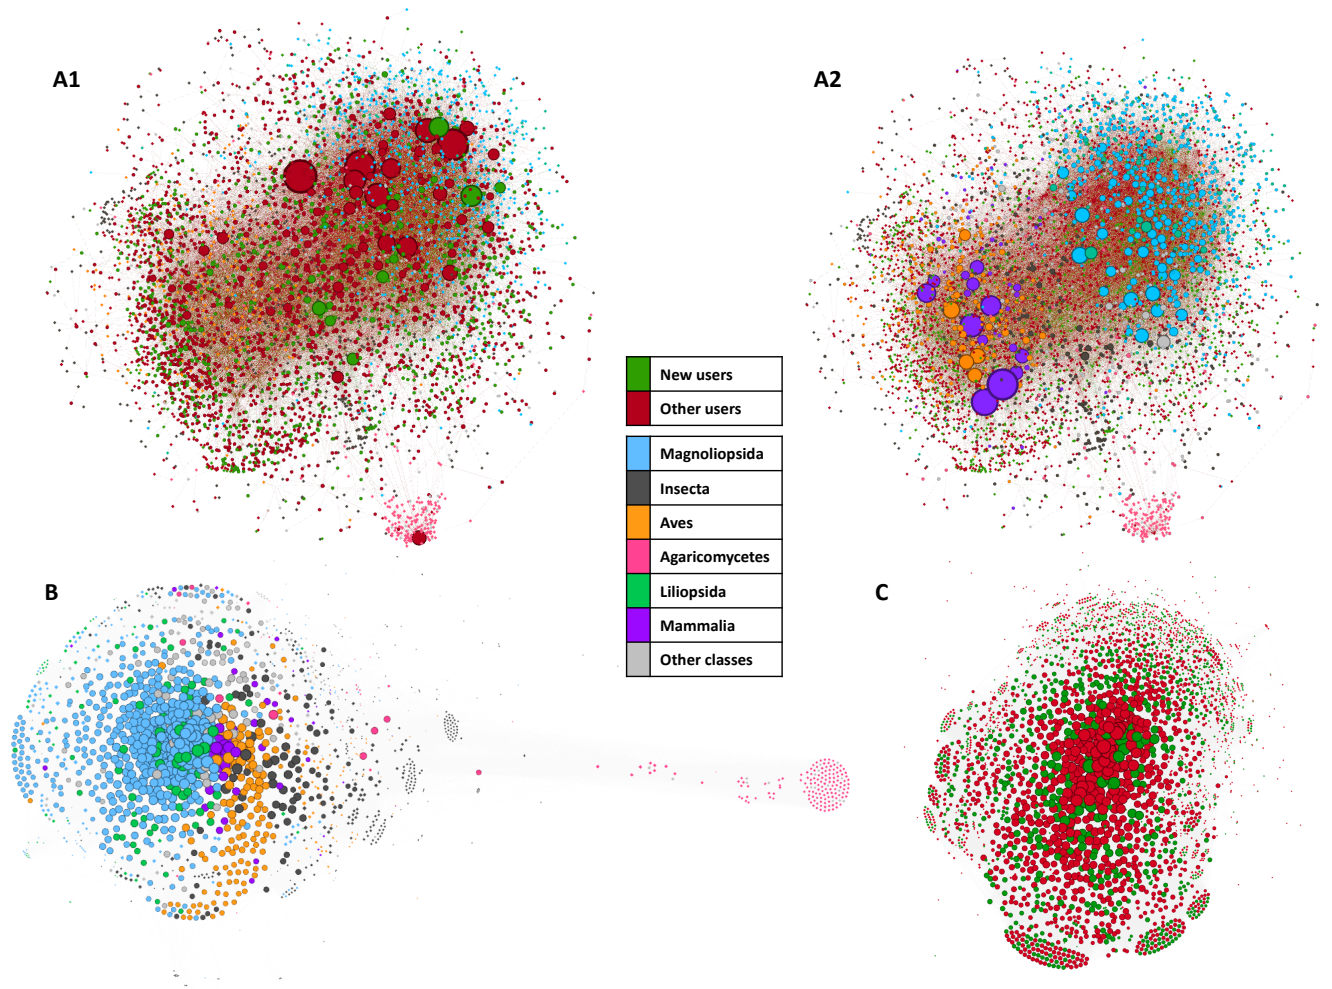 A1
A2
New users
Other users
Magnoliopsida
Insecta
Aves
Agaricomycetes
Liliopsida
Mammalia
Other classes
B
C